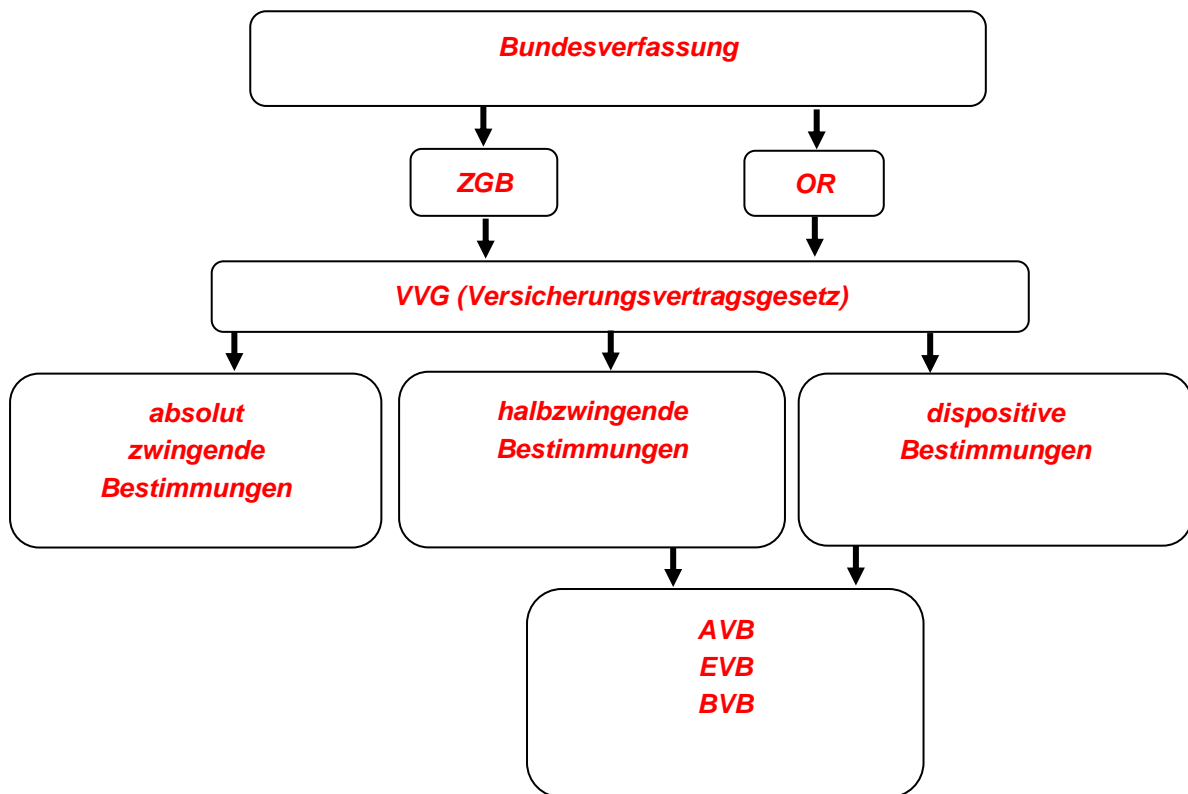 Bundesverfassung
ZGB
OR
VVG (Versicherungsvertragsgesetz)
absolut
zwingende
Bestimmungen
halbzwingende
Bestimmungen
dispositive
Bestimmungen
AVB
EVB
BVB